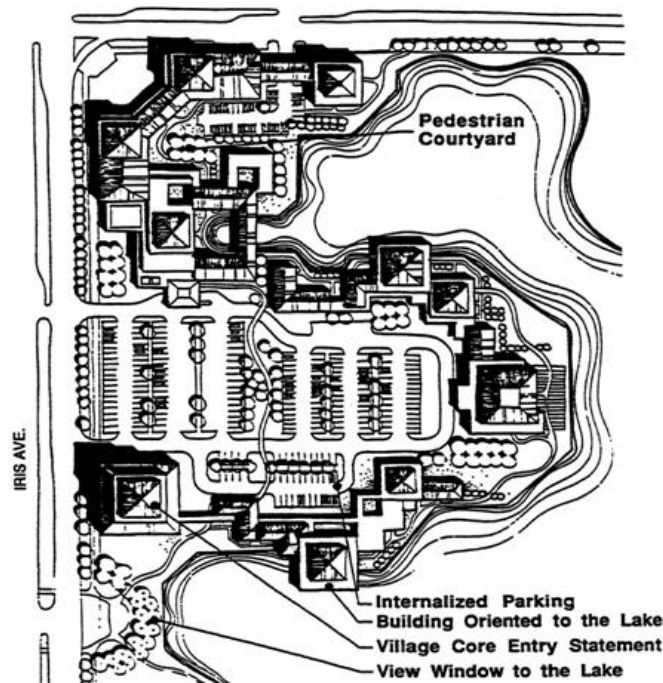 Pedestrian
Courtyard
IRIS AVE.
Internalized Parking
Building Oriented to the Lake
Village Core Entry Statement
View Window to the Lake